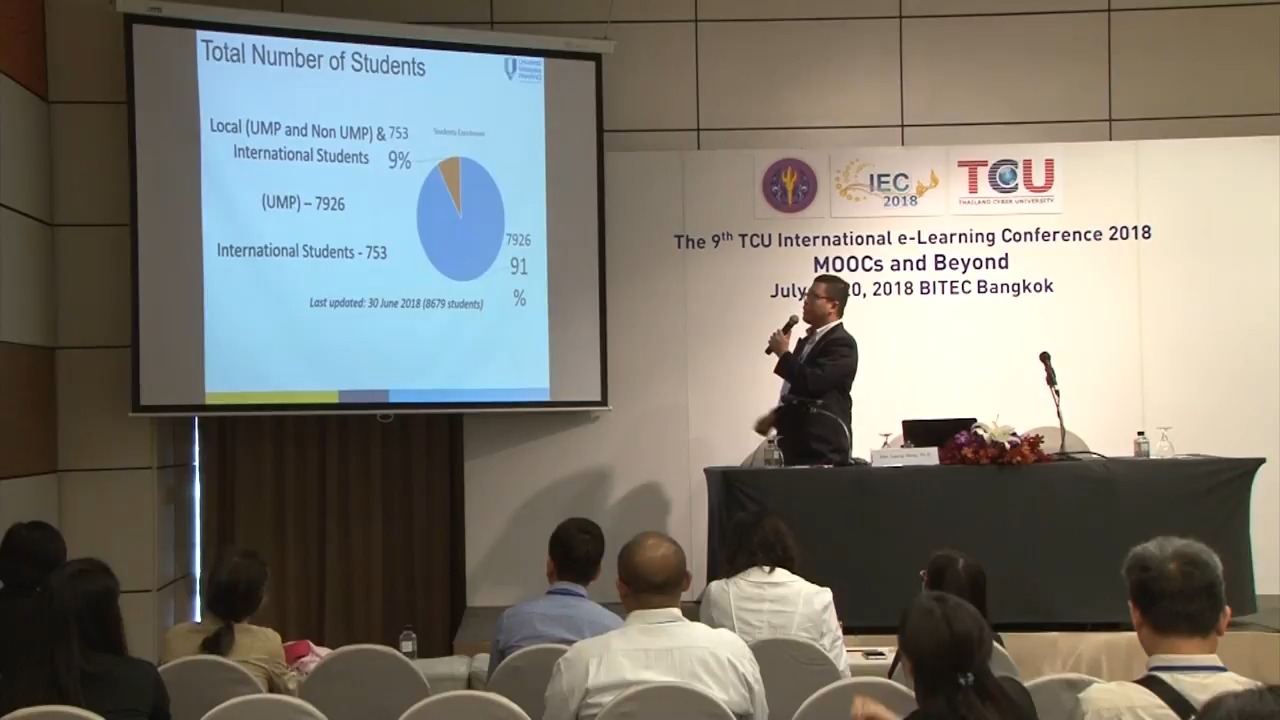 Total Number of Students
Local (UMP and Non UMP) & 753
International Students 9%
Students Enrolment
(UMP) – 7926
International Students - 753
7926
91
%
Last updated: 30 June 2018 (8679 students)
IEC
2018
TCU
THAILAND CYBER UNIVERSITY
The 9th TCU International e-Learning Conference 2018
MOOCs and Beyond
July 20, 2018 BITEC Bangkok